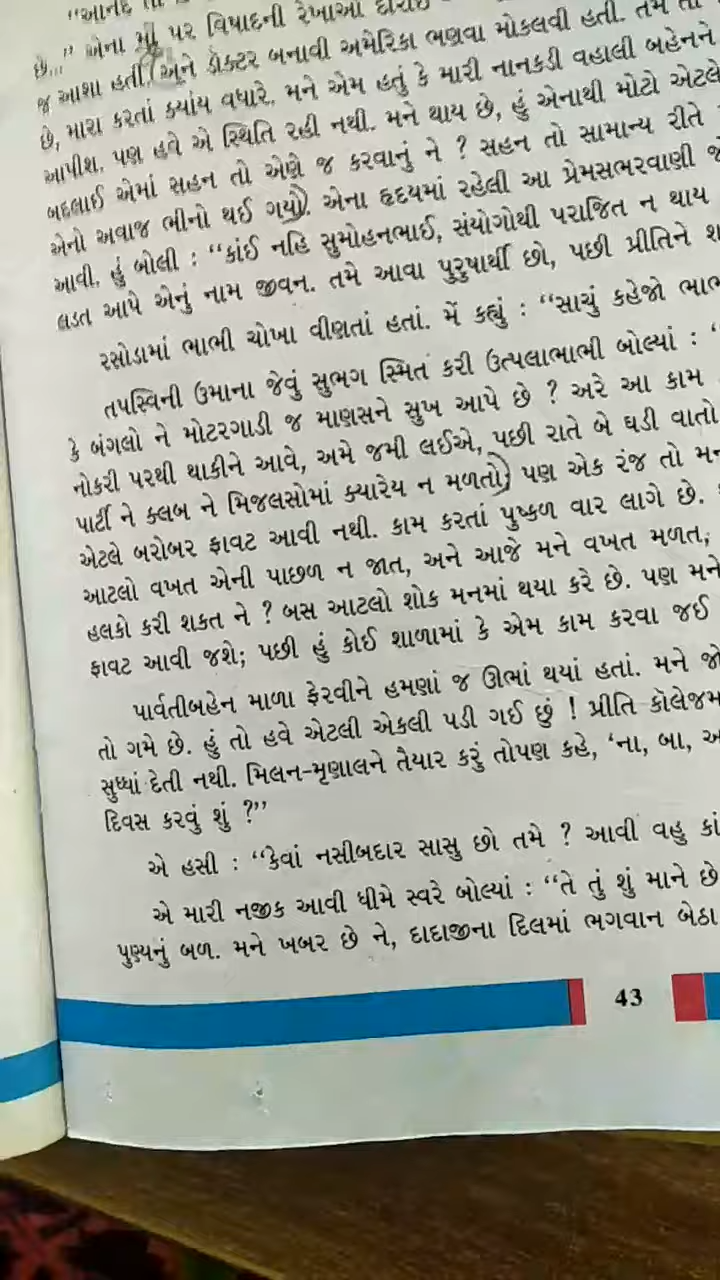 "આનંદ તો
છે..." એના મોં પર વિષાદની રેખાઓ દોરાઈ
જ આશા હતી. અને ડૉક્ટર બનાવી અમેરિકા ભણવા મોકલવી હતી. તમે તો
છે, મારા કરતાં ક્યાંય વધારે. મને એમ હતું કે મારી નાનકડી વહાલી બહેનને
આપીશ. પણ હવે એ સ્થિતિ રહી નથી. મને થાય છે, હું એનાથી મોટો એટલે
બદલાઈ એમાં સહન તો એણે જ કરવાનું ને ? સહન તો સામાન્ય રીતે
એનો અવાજ ભીનો થઈ ગયો. એના હૃદયમાં રહેલી આ પ્રેમસભરવાણી જ
આવી. હું બોલી : "કાંઈ નહિ સુમોહનભાઈ, સંયોગોથી પરાજિત ન થાય
લડત આપે એનું નામ જીવન. તમે આવા પુરુષાર્થી છો, પછી પ્રીતિને શ
રસોડામાં ભાભી ચોખા વીણતાં હતાં. મેં કહ્યું : "સાચું કહેજો ભાભ
તપસ્વિની ઉમાના જેવું સુભગ સ્મિત કરી ઉત્પલાભાભી બોલ્યાં : "
કે બંગલો ને મોટરગાડી જ માણસને સુખ આપે છે ? અરે આ કામ
નોકરી પરથી થાકીને આવે, અમે જમી લઈએ, પછી રાતે બે ઘડી વાતો
પાર્ટી ને ક્લબ ને મિજલસોમાં ક્યારેય ન મળતો) પણ એક રંજ તો મન
એટલે બરોબર ફાવટ આવી નથી. કામ કરતાં પુષ્કળ વાર લાગે છે.
આટલો વખત એની પાછળ ન જાત, અને આજે મને વખત મળત;
હલકો કરી શકત ને ? બસ આટલો શોક મનમાં થયા કરે છે. પણ મને
ફાવટ આવી જશે; પછી હું કોઈ શાળામાં કે એમ કામ કરવા જઈ
પાર્વતીબહેન માળા ફેરવીને હમણાં જ ઊભાં થયાં હતાં. મને જો
તો ગમે છે. હું તો હવે એટલી એકલી પડી ગઈ છું ! પ્રીતિ કૉલેજમ
સુધ્ધાં દેતી નથી. મિલન-મૃણાલને તૈયાર કરું તોપણ કહે, 'ના, બા, આ
દિવસ કરવું શું ?"
એ હસી : "કેવાં નસીબદાર સાસુ છો તમે ? આવી વહુ કાં
એ મારી નજીક આવી ધીમે સ્વરે બોલ્યાં : "તે તું શું માને છે
પુણ્યનું બળ. મને ખબર છે ને, દાદાજીના દિલમાં ભગવાન બેઠા
43